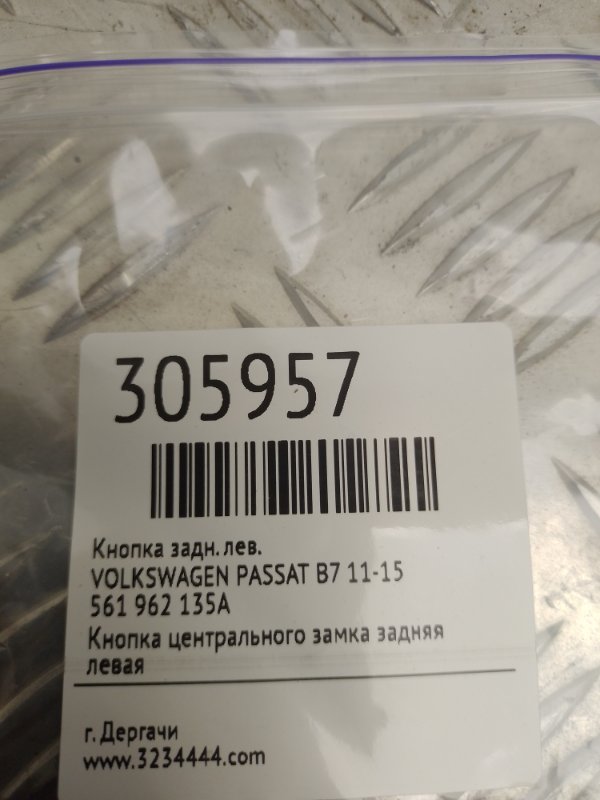 305957
Кнопка задн. лев.
VOLKSWAGEN PASSAT B7 11-15
561 962 135A
Кнопка центрального замка задняя
левая
г. Дергачи
www.3234444.com